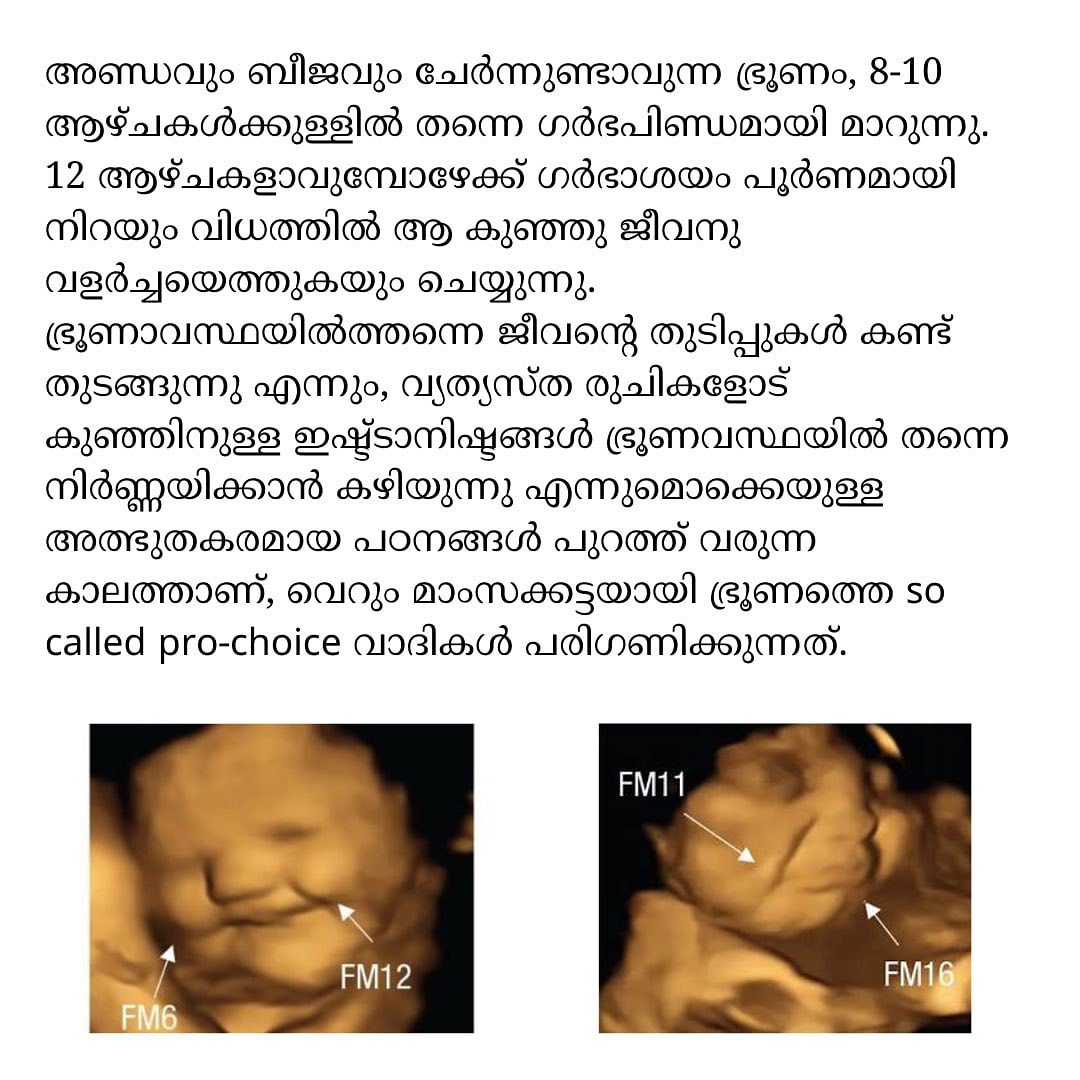 അണ്ഡവും ബീജവും ചേർന്നുണ്ടാവുന്ന ഭ്രൂണം, 8-10
ആഴ്ചകൾക്കുള്ളിൽ തന്നെ ഗർഭപിണ്ഡമായി മാറുന്നു.
12 ആഴ്ചകളാവുമ്പോഴേക്ക് ഗർഭാശയം പൂർണമായി
നിറയും വിധത്തിൽ ആ കുഞ്ഞു ജീവനു
വളർച്ചയെത്തുകയും ചെയ്യുന്നു.
ഭ്രൂണാവസ്ഥയിൽത്തന്നെ ജീവന്റെ തുടിപ്പുകൾ കണ്ട്
തുടങ്ങുന്നു എന്നും, വ്യത്യസ്ത രുചികളോട്
കുഞ്ഞിനുള്ള ഇഷ്ട്ടാനിഷ്ടങ്ങൾ ഭ്രൂണവസ്ഥയിൽ തന്നെ
നിർണ്ണയിക്കാൻ കഴിയുന്നു എന്നുമൊക്കെയുള്ള
അത്ഭുതകരമായ പഠനങ്ങൾ പുറത്ത് വരുന്ന
കാലത്താണ്, വെറും മാംസക്കട്ടയായി ഭ്രൂണത്തെ so
called pro-choice വാദികൾ പരിഗണിക്കുന്നത്.
FM6
FM12
FM11
FM16